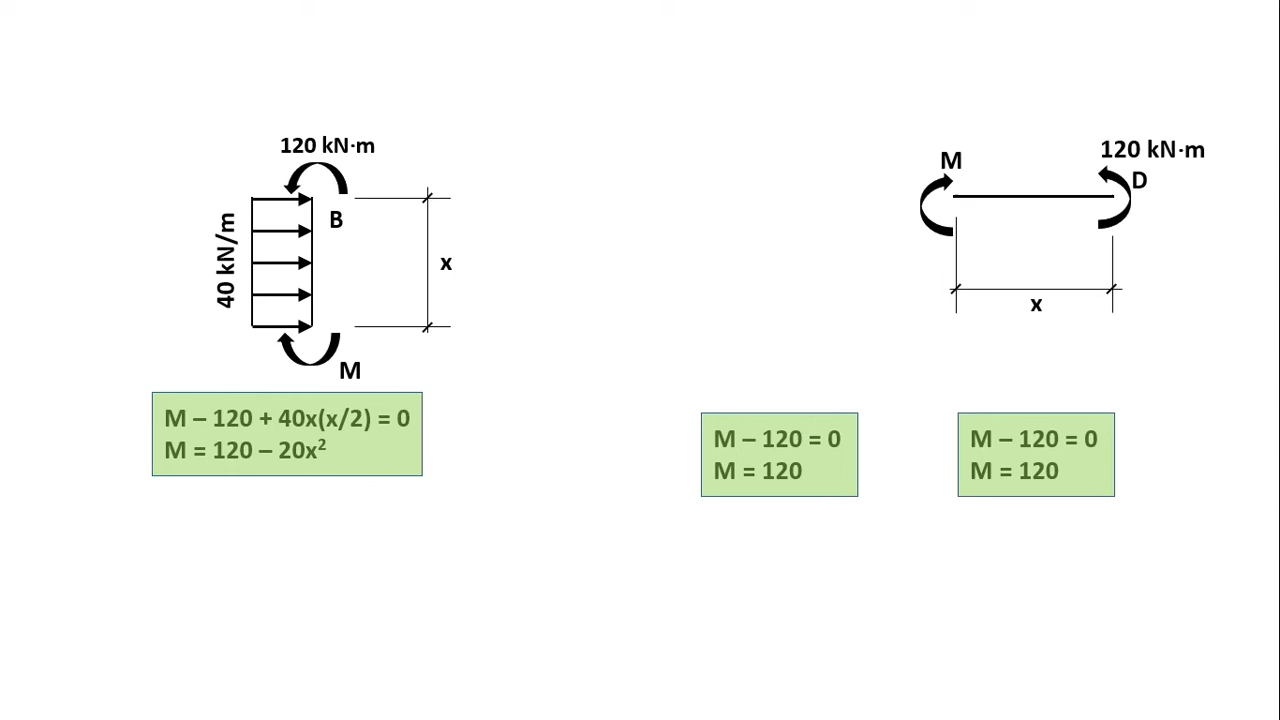 120 kN·m
B
40 kN/m
x
M
M – 120 + 40x(x/2) = 0
M = 120 – 20x²
M
120 kN·m
D
x
M – 120 = 0
M = 120
M – 120 = 0
M = 120